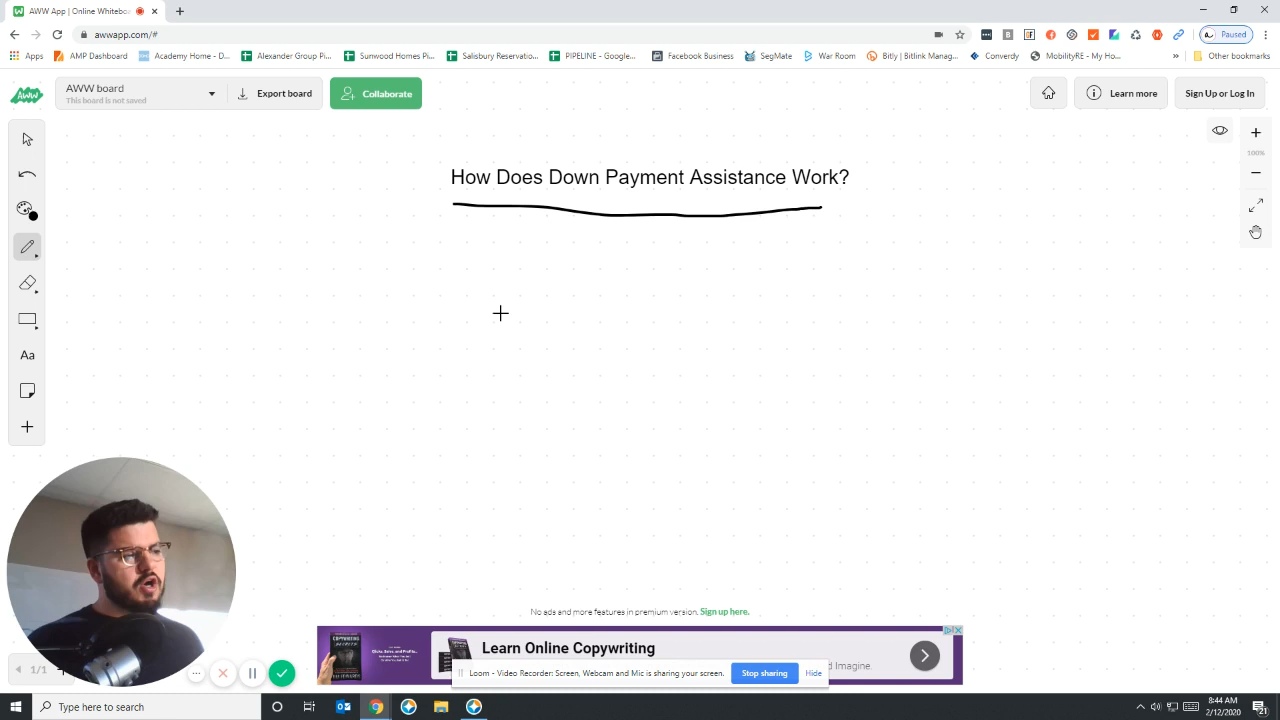 AWW App | Online Whiteboa
awwapp.com/#
Paused
Apps
AMP Dashboard
Academy Home - D...
Alexander Group Pi...
Sunwood Homes Pi...
Salisbury Reservatio...
PIPELINE - Google...
Facebook Business
SegMate
War Room
Bitly | Bitlink Manag...
Converdy
MobilityRE - My Ho...
»
Other bookmarks
AWW
AWW board
This board is not saved
Export board
Collaborate
Learn more
Sign Up or Log In
100%
How Does Down Payment Assistance Work?
Aa
No ads and more features in premium version. Sign up here.
COPYWRITING
SECRETS
Learn Online Copywriting
d Imagine.
Loom - Video Recorder: Screen, Webcam and Mic is sharing your screen.
Stop sharing
Hide
1/1
Type here to search
8:44 AM
2/12/2020
21